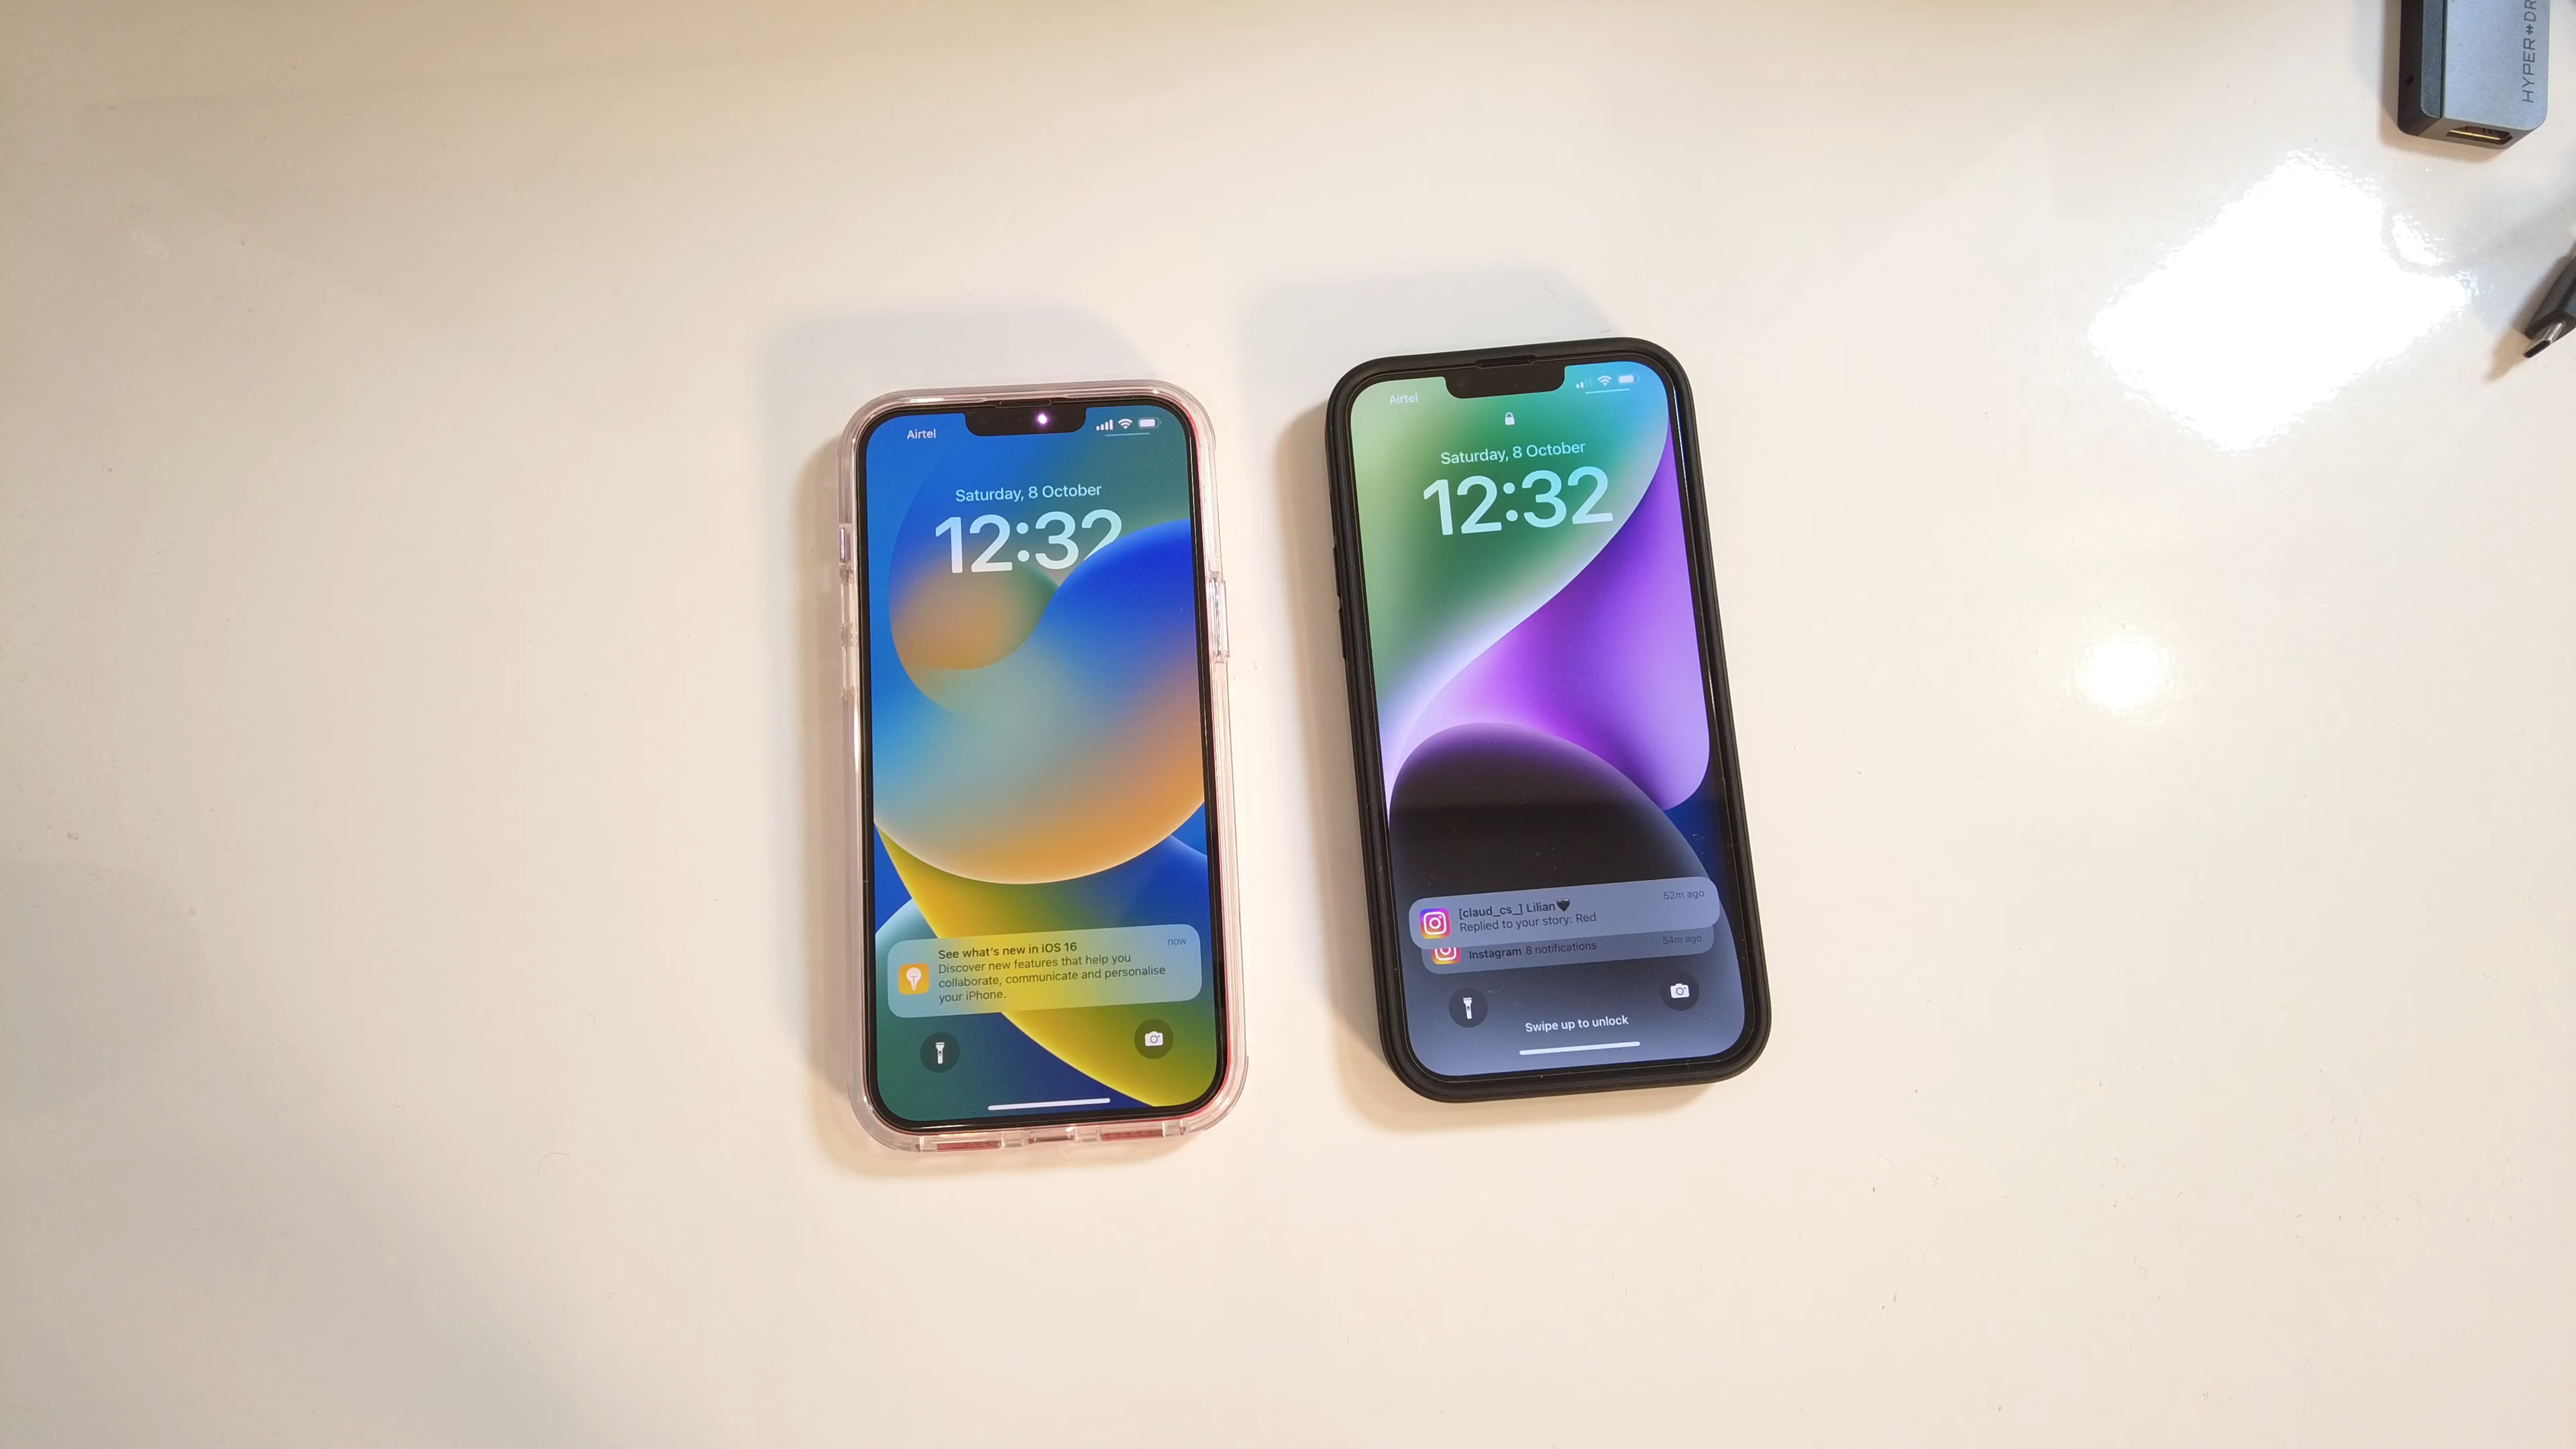 Airtel
Saturday, 8 October
12:32
See what's new in iOS 16
now
Discover new features that help you
collaborate, communicate and personalise
your iPhone.
Airtel
Saturday, 8 October
12:32
[claud_cs_] Lilian🖤
52m ago
Replied to your story: Red
Instagram 8 notifications
54m ago
Swipe up to unlock